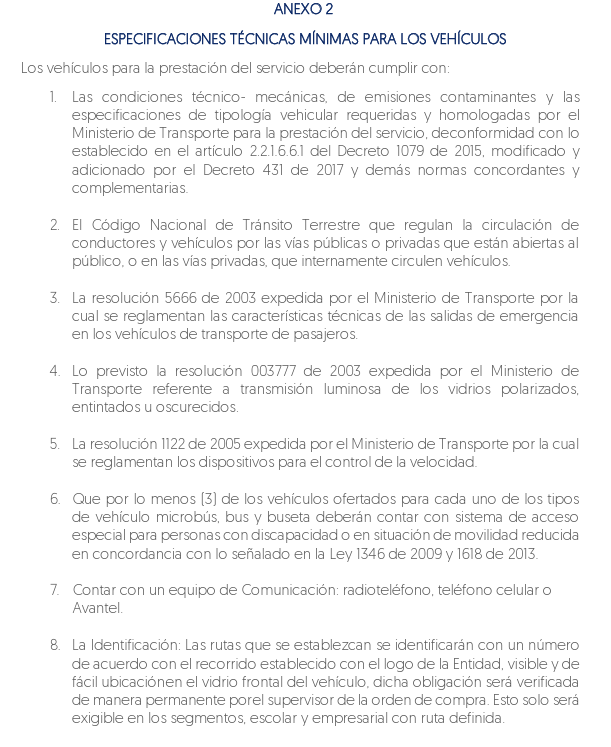 ANEXO 2
ESPECIFICACIONES TÉCNICAS MÍNIMAS PARA LOS VEHÍCULOS
Los vehículos para la prestación del servicio deberán cumplir con:
1. Las condiciones técnico- mecánicas, de emisiones contaminantes y las
especificaciones de tipología vehicular requeridas y homologadas por el
Ministerio de Transporte para la prestación del servicio, deconformidad con lo
establecido en el artículo 2.2.1.6.6.1 del Decreto 1079 de 2015, modificado y
adicionado por el Decreto 431 de 2017 y demás normas concordantes y
complementarias.
2. El Código Nacional de Tránsito Terrestre que regulan la circulación de
conductores y vehículos por las vías públicas o privadas que están abiertas al
público, o en las vías privadas, que internamente circulen vehículos.
3. La resolución 5666 de 2003 expedida por el Ministerio de Transporte por la
cual se reglamentan las características técnicas de las salidas de emergencia
en los vehículos de transporte de pasajeros.
4. Lo previsto la resolución 003777 de 2003 expedida por el Ministerio de
Transporte referente a transmisión luminosa de los vidrios polarizados,
entintados u oscurecidos.
5. La resolución 1122 de 2005 expedida por el Ministerio de Transporte por la cual
se reglamentan los dispositivos para el control de la velocidad.
6. Que por lo menos (3) de los vehículos ofertados para cada uno de los tipos
de vehículo microbús, bus y buseta deberán contar con sistema de acceso
especial para personas con discapacidad o en situación de movilidad reducida
en concordancia con lo señalado en la Ley 1346 de 2009 y 1618 de 2013.
7. Contar con un equipo de Comunicación: radioteléfono, teléfono celular o
Avantel.
8. La Identificación: Las rutas que se establezcan se identificarán con un número
de acuerdo con el recorrido establecido con el logo de la Entidad, visible y de
fácil ubicaciónen el vidrio frontal del vehículo, dicha obligación será verificada
de manera permanente porel supervisor de la orden de compra. Esto solo será
exigible en los segmentos, escolar y empresarial con ruta definida.